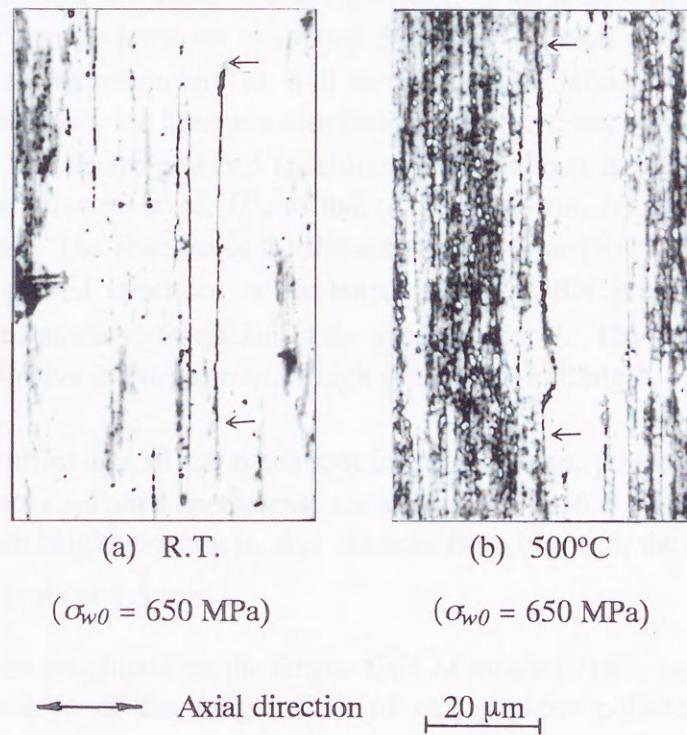 (a) R.T.
(b) 500°C
(σw0 = 650 MPa)
(σw0 = 650 MPa)
Axial direction
20 μm